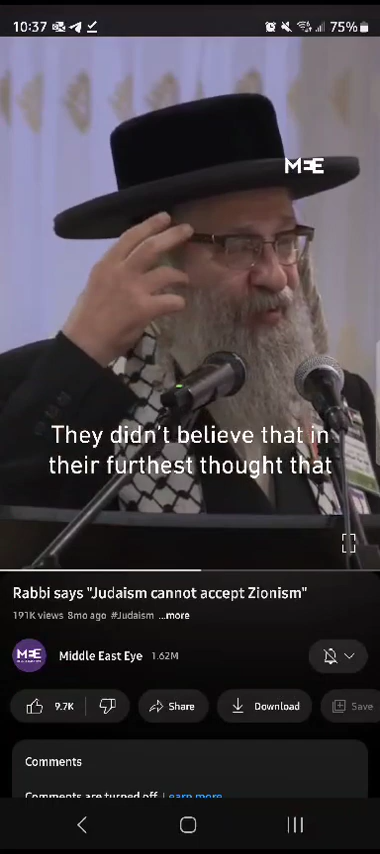 10:37
75%
MEE
They didn't believe that in
their furthest thought that
Rabbi says "Judaism cannot accept Zionism"
191K views 8mo ago #Judaism ...more
MEE
Middle East Eye 1.62M
9.7K
Share
Download
Save
Comments
Comments are turned off Learn more